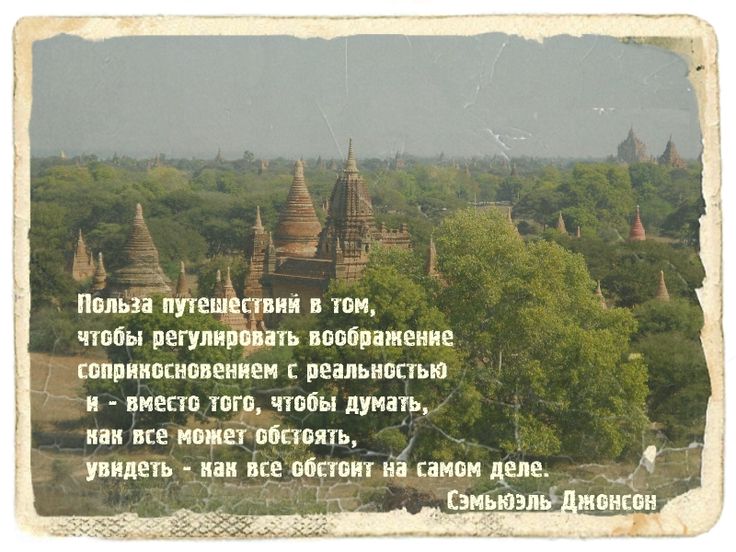 Польза путешествий в том,
чтобы регулировать воображение
соприкосновением с реальностью
и - вместо того, чтобы думать,
как все может обстоять,
увидеть - как все обстоит на самом деле.
Сэмьюэль Джонсон